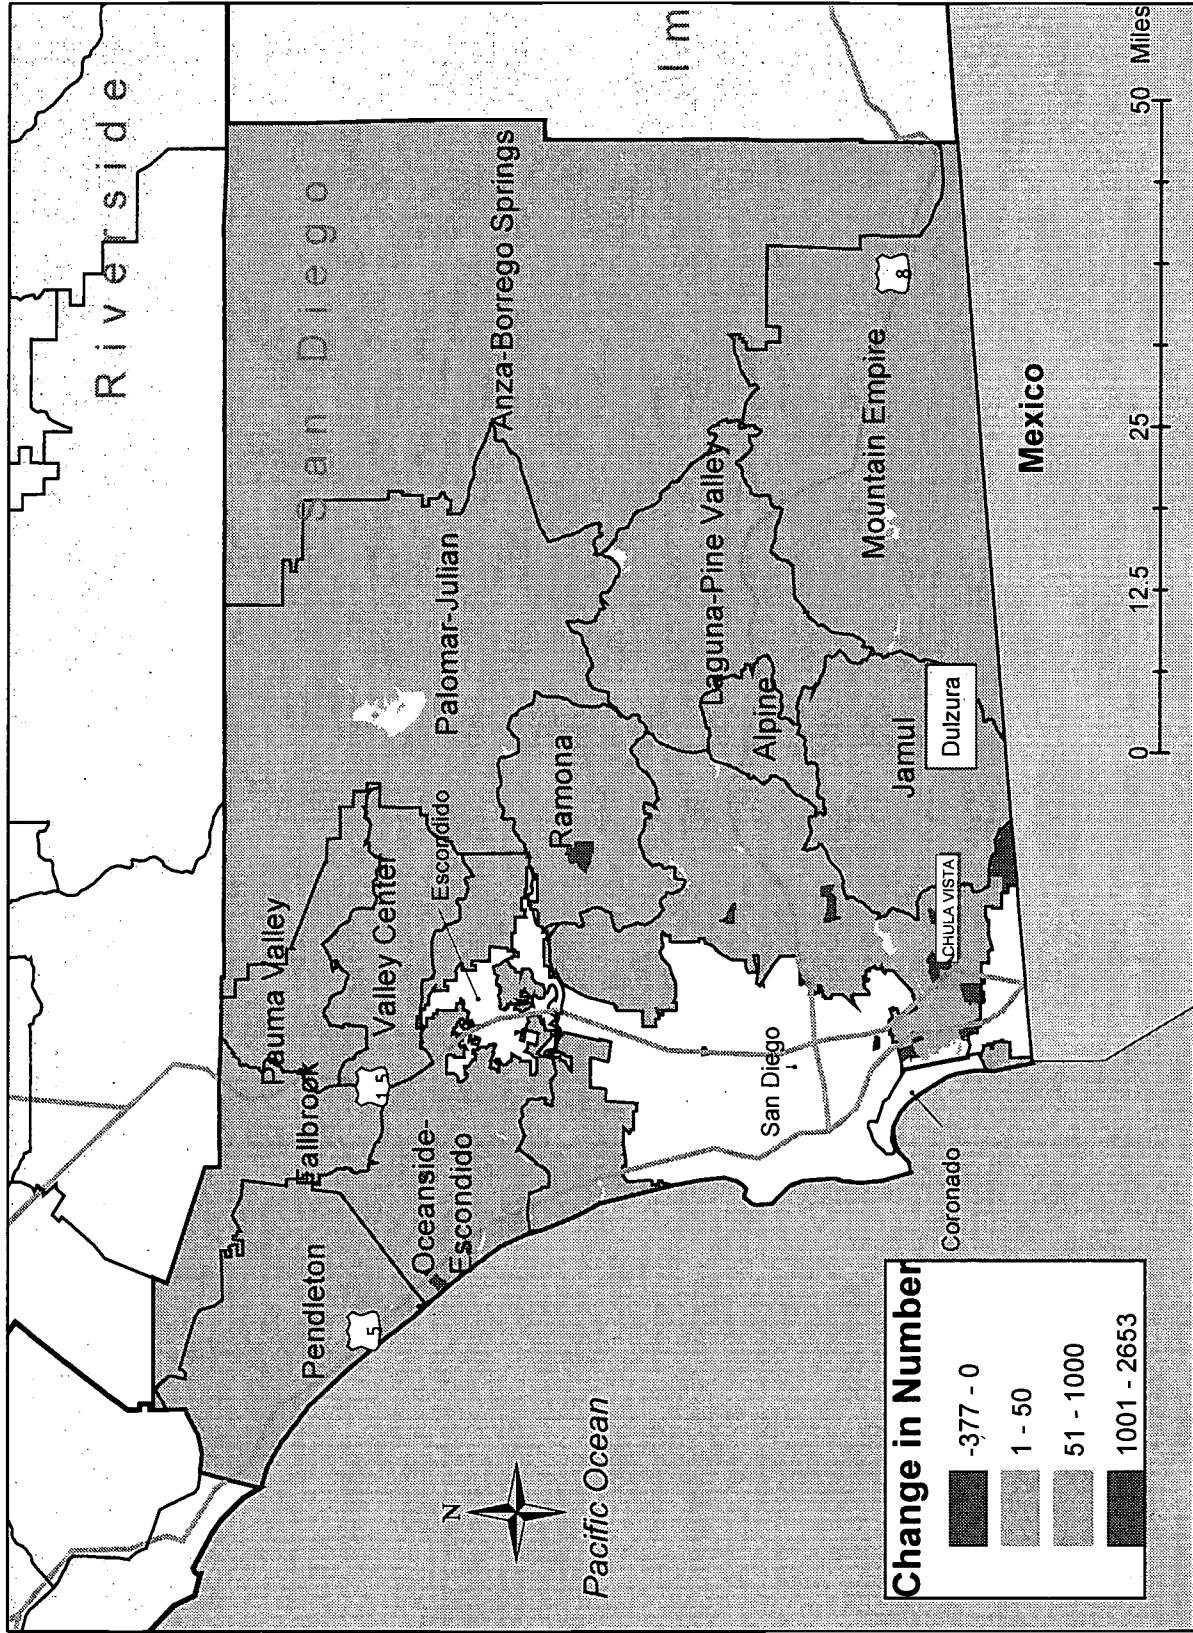 Riverside
San Diego
Im
Pendleton
5
Fallbrook
Pauma Valley
15
Valley Center
Oceanside-
Escondido
Escondido
Palomar-Julian
Anza-Borrego Springs
Ramona
Laguna-Pine Valley
Alpine
San Diego
Mountain Empire
8
Jamul
Dulzura
CHULA VISTA
Coronado
Mexico
N
Pacific Ocean
Change in Number
-377 - 0
1 - 50
51 - 1000
1001 - 2653
0 12.5 25 50 Miles